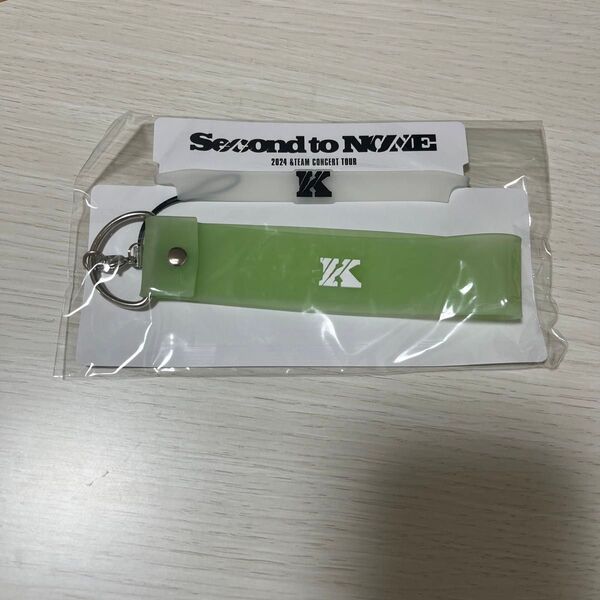 Second to NONE
2024 &TEAM CONCERT TOUR
K
K